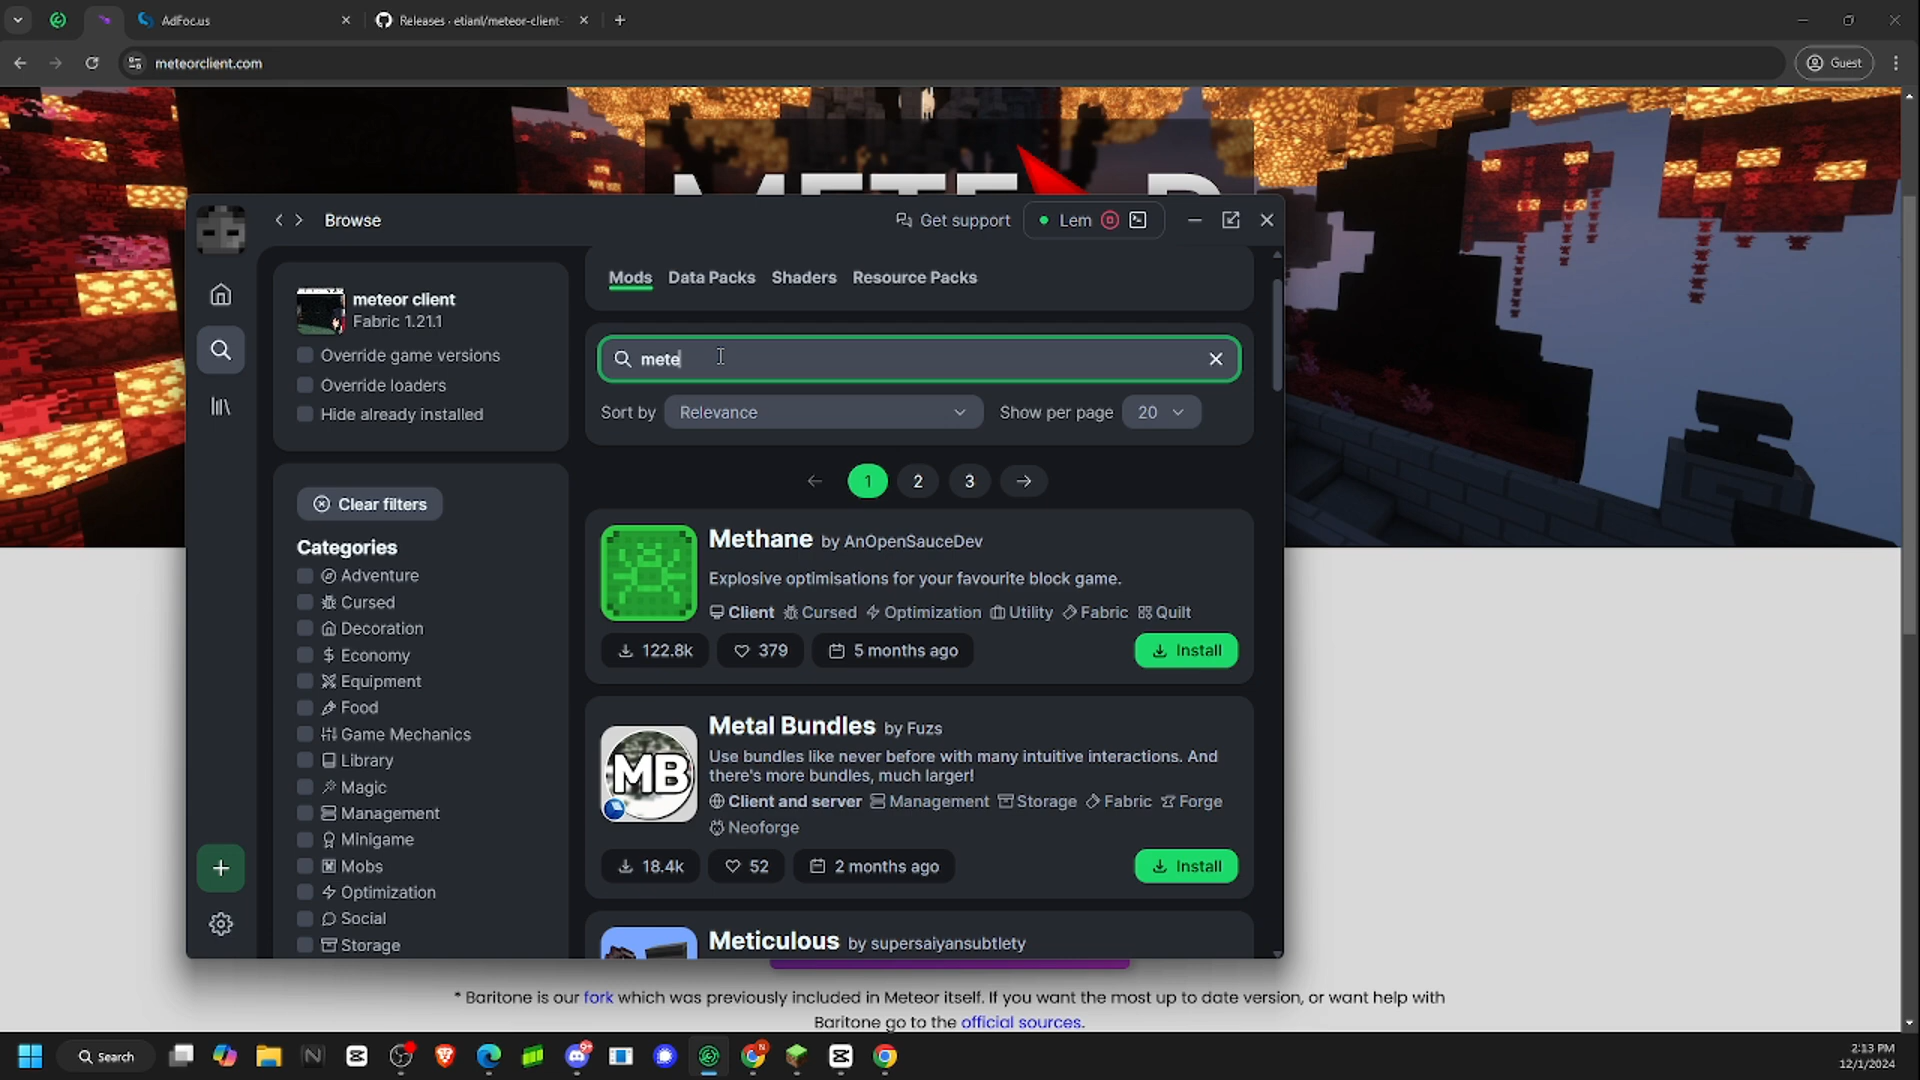 AdFoc.us
Releases · etianl/meteor-client-
meteorclient.com
Guest
METEOR
Browse
Get support
Lem
meteor client
Fabric 1.21.1
Override game versions
Override loaders
Hide already installed
Mods Data Packs Shaders Resource Packs
mete
Sort by Relevance Show per page 20
1 2 3
Clear filters
Categories
Adventure
Cursed
Decoration
Economy
Equipment
Food
Game Mechanics
Library
Magic
Management
Minigame
Mobs
Optimization
Social
Storage
Methane by AnOpenSauceDev
Explosive optimisations for your favourite block game.
Client Cursed Optimization Utility Fabric Quilt
122.8k 379 5 months ago Install
Metal Bundles by Fuzs
MB
Use bundles like never before with many intuitive interactions. And
there's more bundles, much larger!
Client and server Management Storage Fabric Forge
Neoforge
18.4k 52 2 months ago Install
Meticulous by supersaiyansubtlety
* Baritone is our fork which was previously included in Meteor itself. If you want the most up to date version, or want help with
Baritone go to the official sources.
Search
2:13 PM
12/1/2024